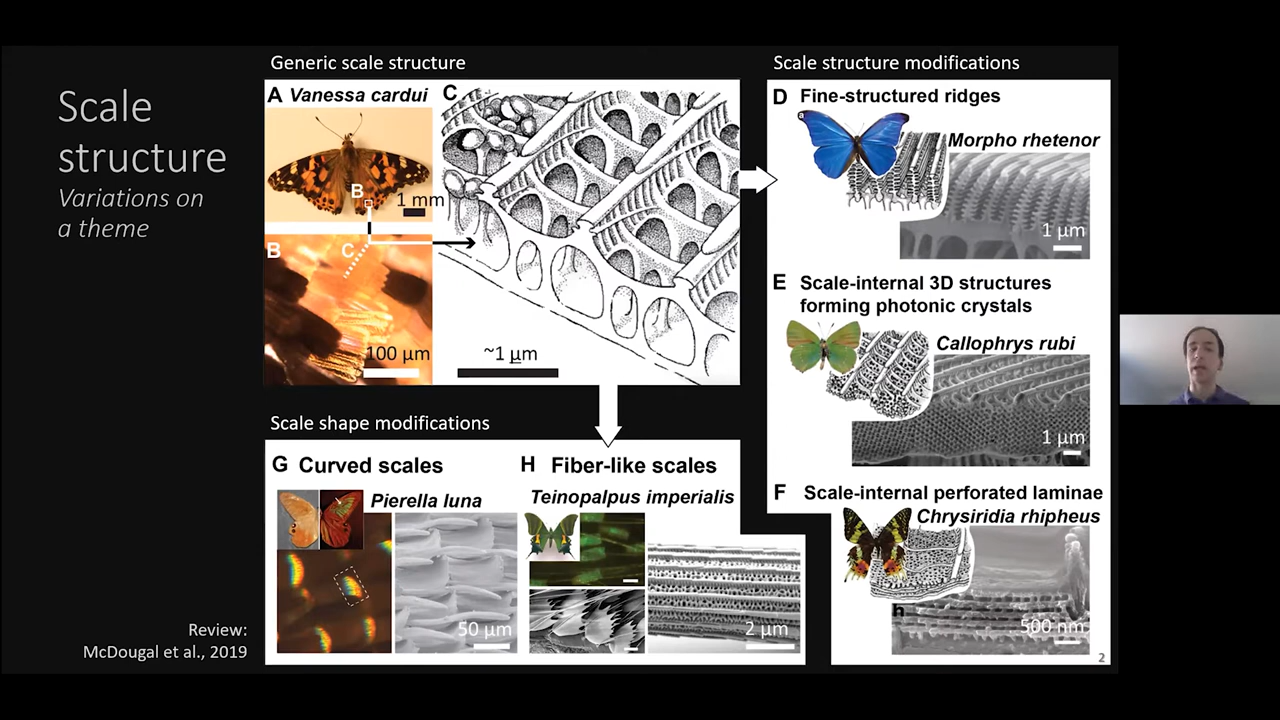 Scale
structure
Variations on
a theme
Review:
McDougal et al., 2019
Generic scale structure
A Vanessa cardui
B
1 mm
B
C
100 µm
C
~1 µm
Scale shape modifications
G Curved scales
Pierella luna
50 µm
H Fiber-like scales
Teinopalpus imperialis
2 µm
Scale structure modifications
D Fine-structured ridges
a
Morpho rhetenor
1 µm
E Scale-internal 3D structures
forming photonic crystals
Callophrys rubi
1 µm
F Scale-internal perforated laminae
Chrysiridia rhipheus
h
500 nm
2